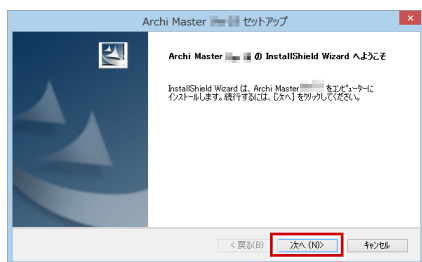 Archi Master セットアップ
Archi Master の InstallShield Wizard へようこそ
InstallShield Wizard は、Archi Master をコンピューターに
インストールします。続行するには、[次へ] をクリックしてください。
< 戻る(B)
次へ (N)>
キャンセル